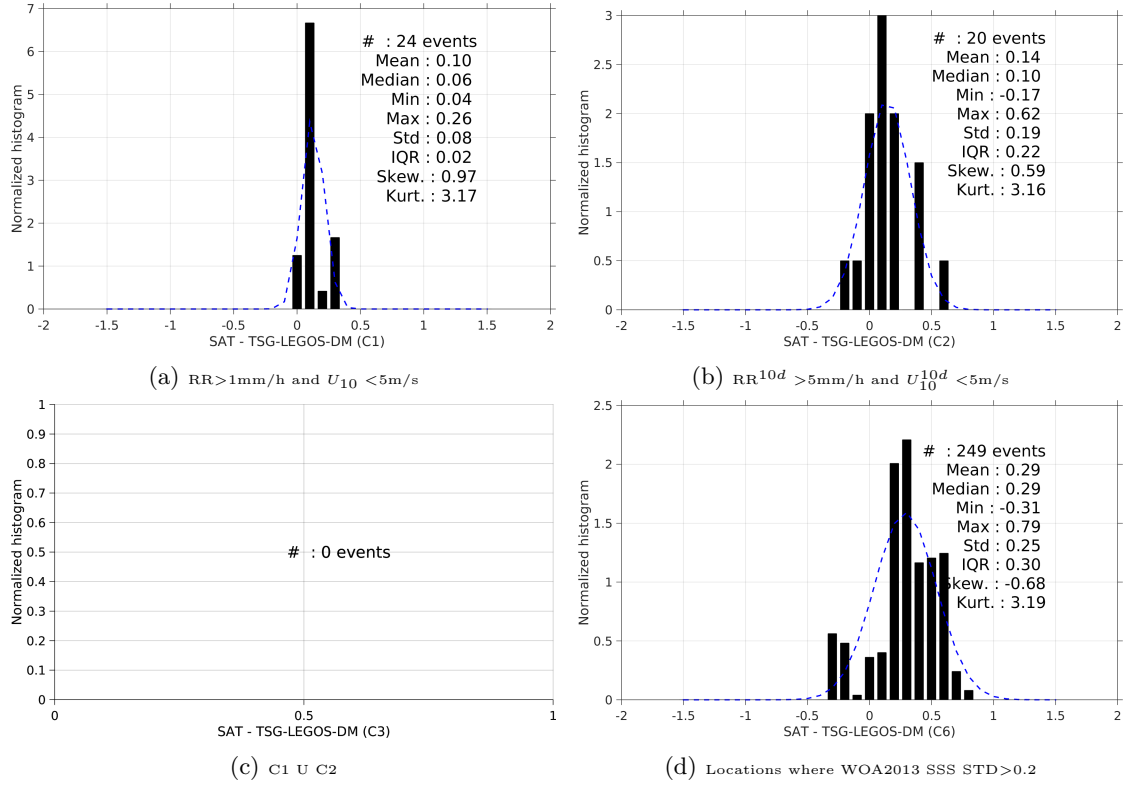 7
6
5
4
3
2
1
0
Normalized histogram
#  : 24 events
Mean : 0.10
Median : 0.06
Min : 0.04
Max : 0.26
Std : 0.08
IQR : 0.02
Skew. : 0.97
Kurt. : 3.17
-2 -1.5 -1 -0.5 0 0.5 1 1.5 2
SAT - TSG-LEGOS-DM (C1)
(a) RR>1mm/h and U10 <5m/s
3
2.5
2
1.5
1
0.5
0
Normalized histogram
#  : 20 events
Mean : 0.14
Median : 0.10
Min : -0.17
Max : 0.62
Std : 0.19
IQR : 0.22
Skew. : 0.59
Kurt. : 3.16
-2 -1.5 -1 -0.5 0 0.5 1 1.5 2
SAT - TSG-LEGOS-DM (C2)
(b) RR10d >5mm/h and U10d10 <5m/s
1
0.9
0.8
0.7
0.6
0.5
0.4
0.3
0.2
0.1
0
Normalized histogram
#  : 0 events
0 0.5 1
SAT - TSG-LEGOS-DM (C3)
(c) C1 U C2
2.5
2
1.5
1
0.5
0
Normalized histogram
#  : 249 events
Mean : 0.29
Median : 0.29
Min : -0.31
Max : 0.79
Std : 0.25
IQR : 0.30
Skew. : -0.68
Kurt. : 3.19
-2 -1.5 -1 -0.5 0 0.5 1 1.5 2
SAT - TSG-LEGOS-DM (C6)
(d) Locations where WOA2013 SSS STD>0.2